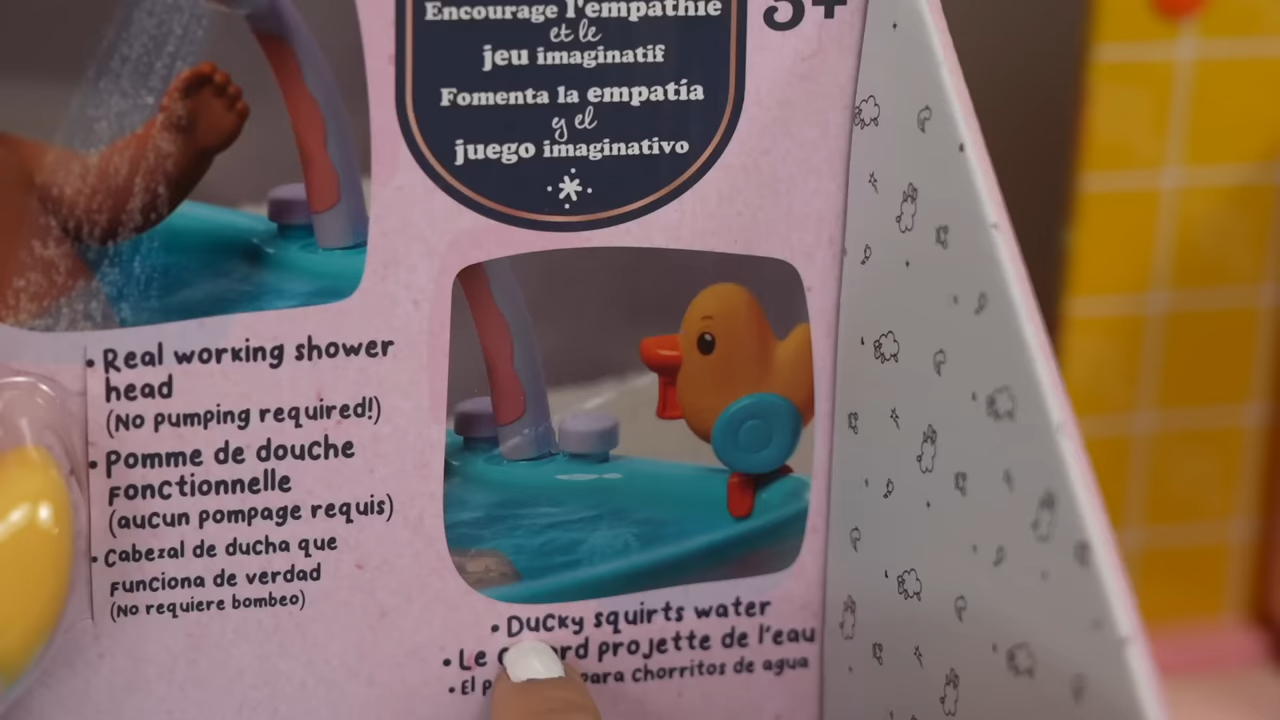 Encourage l'empathie
et le
jeu imaginatif
Fomenta la empatía
y el
juego imaginativo
3+
• Real working shower
head
(No pumping required!)
• Pomme de douche
fonctionnelle
(aucun pompage requis)
• Cabezal de ducha que
funciona de verdad
(No requiere bombeo)
• Ducky squirts water
• Le projette de l'eau
• El para chorritos de agua